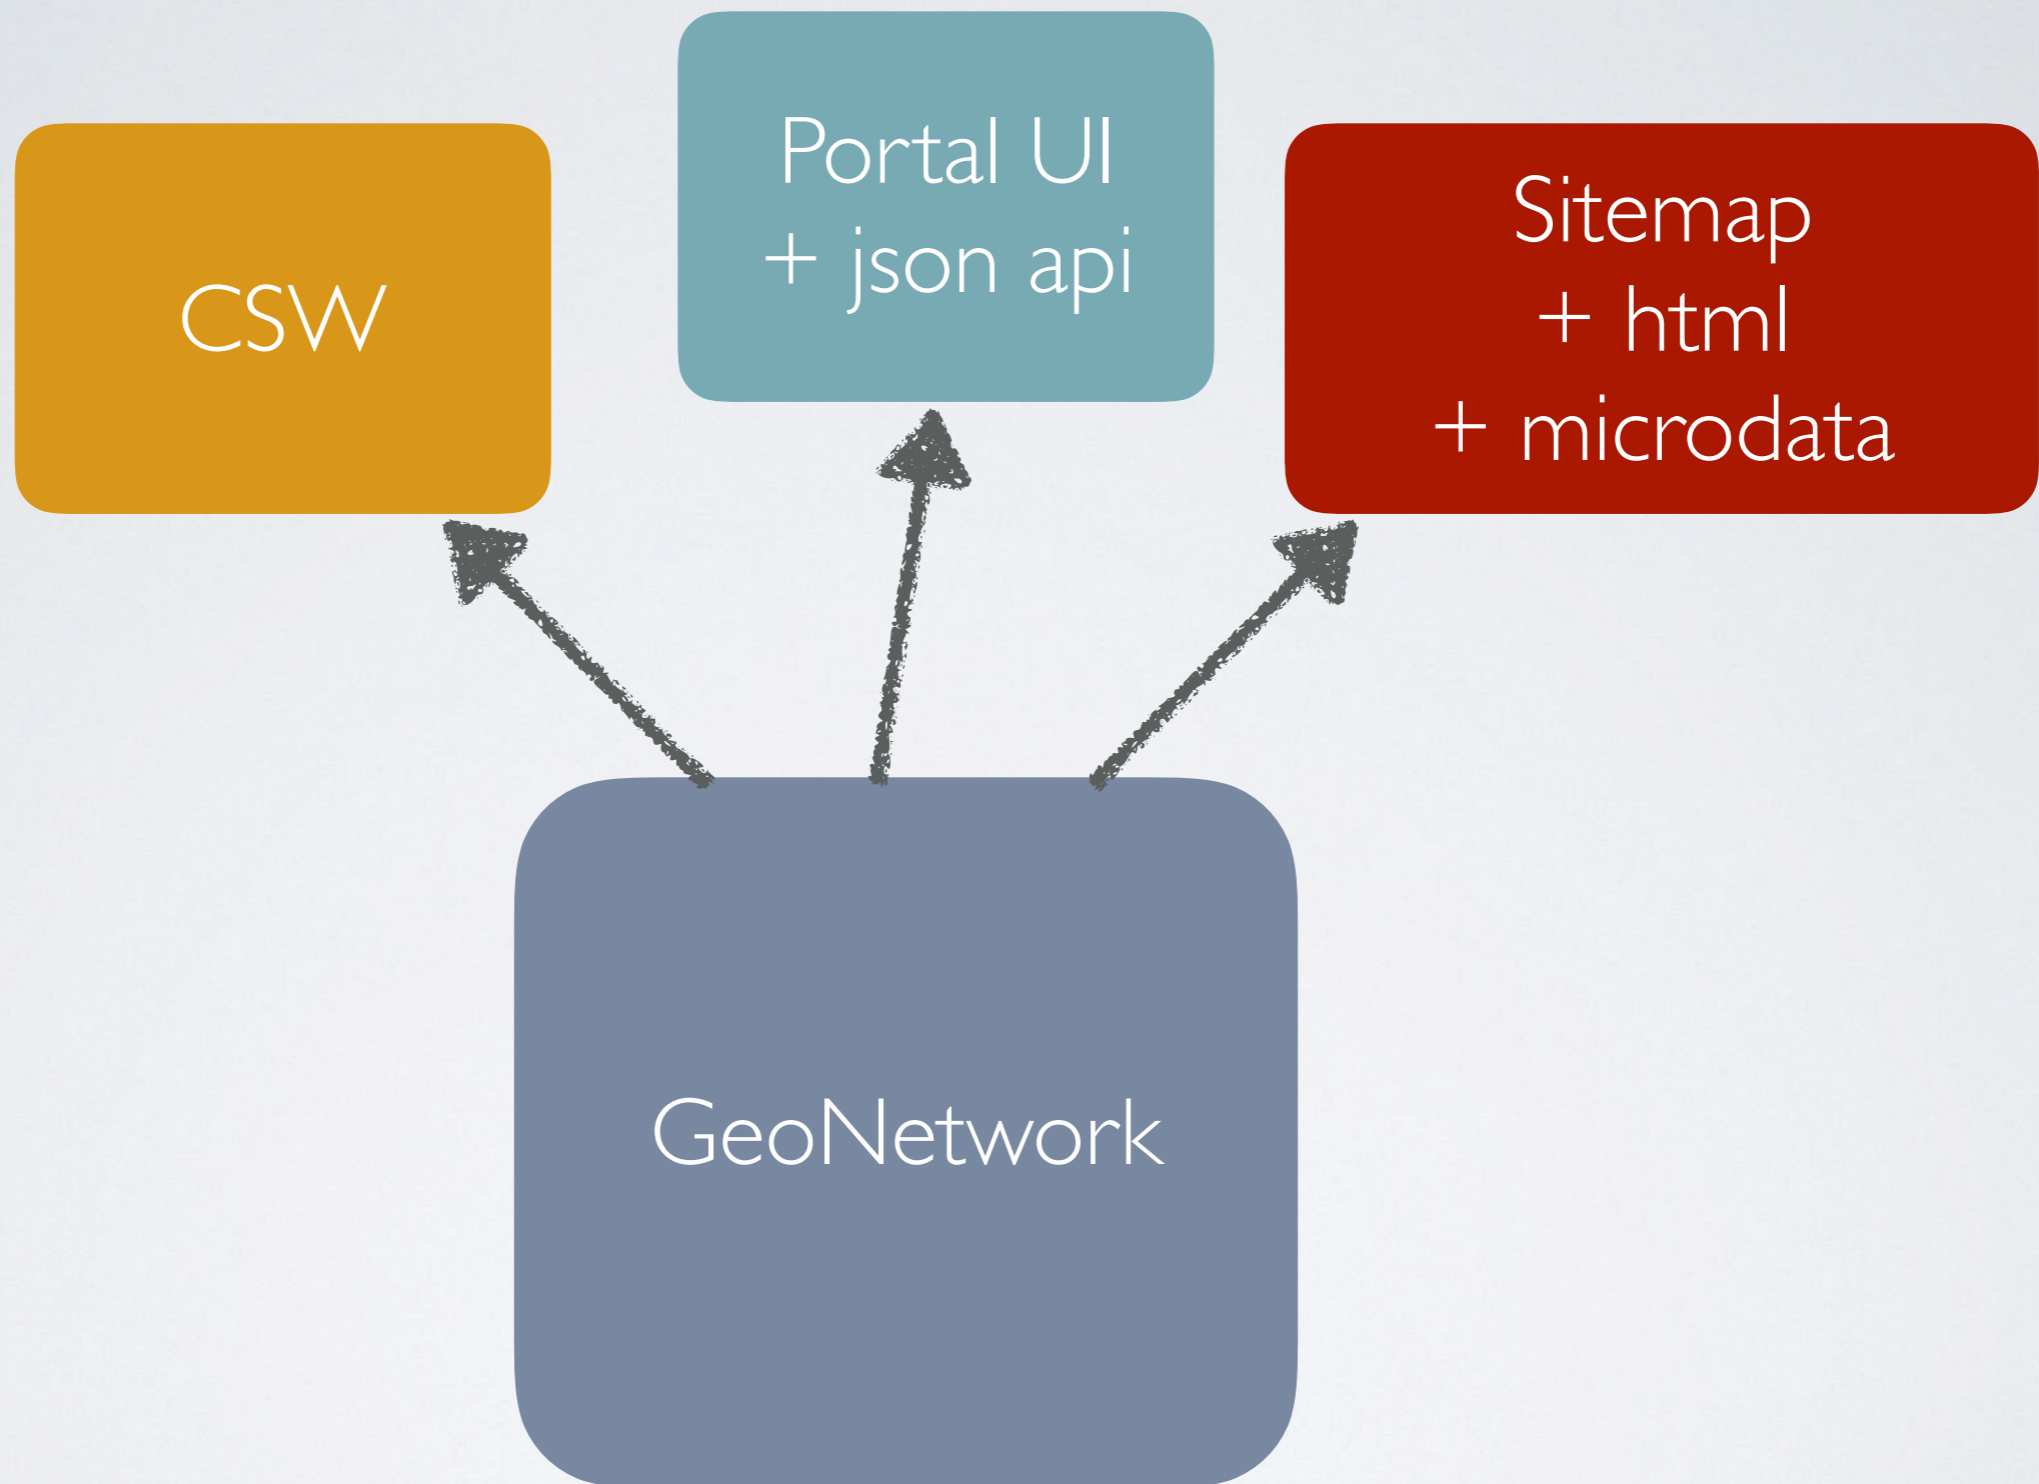 CSW
Portal UI
+ json api
Sitemap
+ html
+ microdata
GeoNetwork